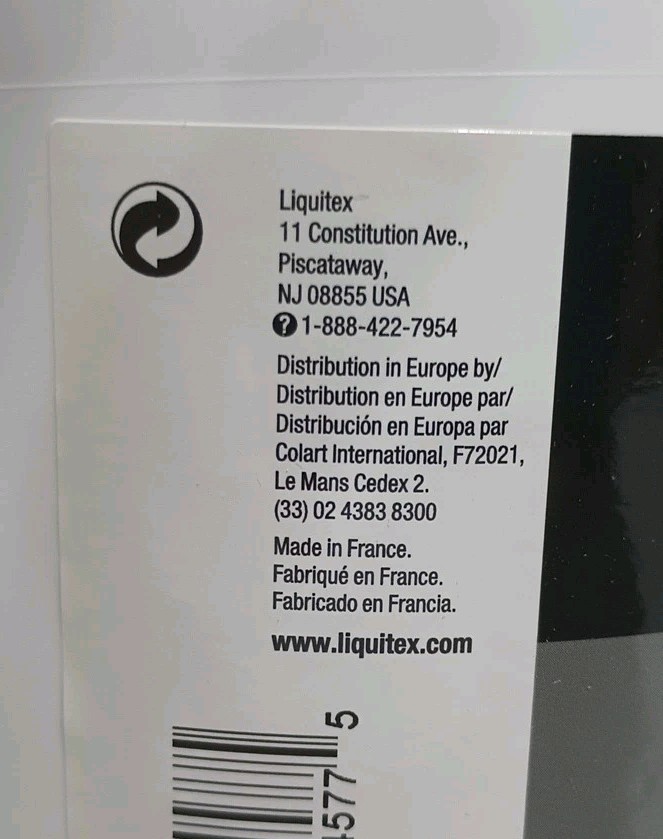 Liquitex
11 Constitution Ave.,
Piscataway,
NJ 08855 USA
? 1-888-422-7954
Distribution in Europe by/
Distribution en Europe par/
Distribución en Europa par
Colart International, F72021,
Le Mans Cedex 2.
(33) 02 4383 8300
Made in France.
Fabriqué en France.
Fabricado en Francia.
www.liquitex.com
577 5